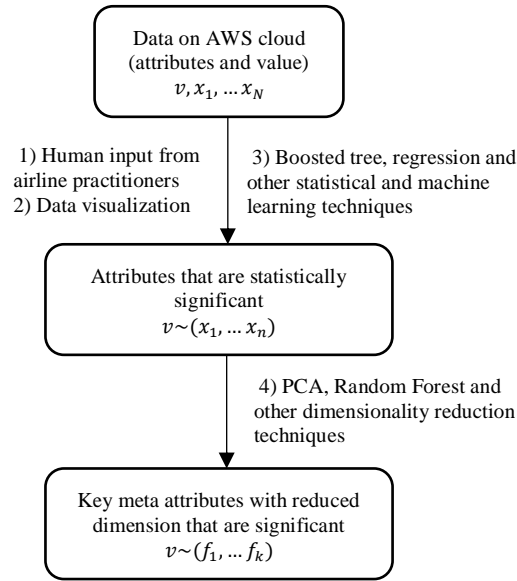 Data on AWS cloud
(attributes and value)
𝑣, 𝑥₁, … 𝑥_N
1) Human input from
airline practitioners
2) Data visualization
3) Boosted tree, regression and
other statistical and machine
learning techniques
Attributes that are statistically
significant
𝑣~(𝑥₁, … 𝑥ₙ)
4) PCA, Random Forest and
other dimensionality reduction
techniques
Key meta attributes with reduced
dimension that are significant
𝑣~(𝑓₁, … 𝑓ₖ)